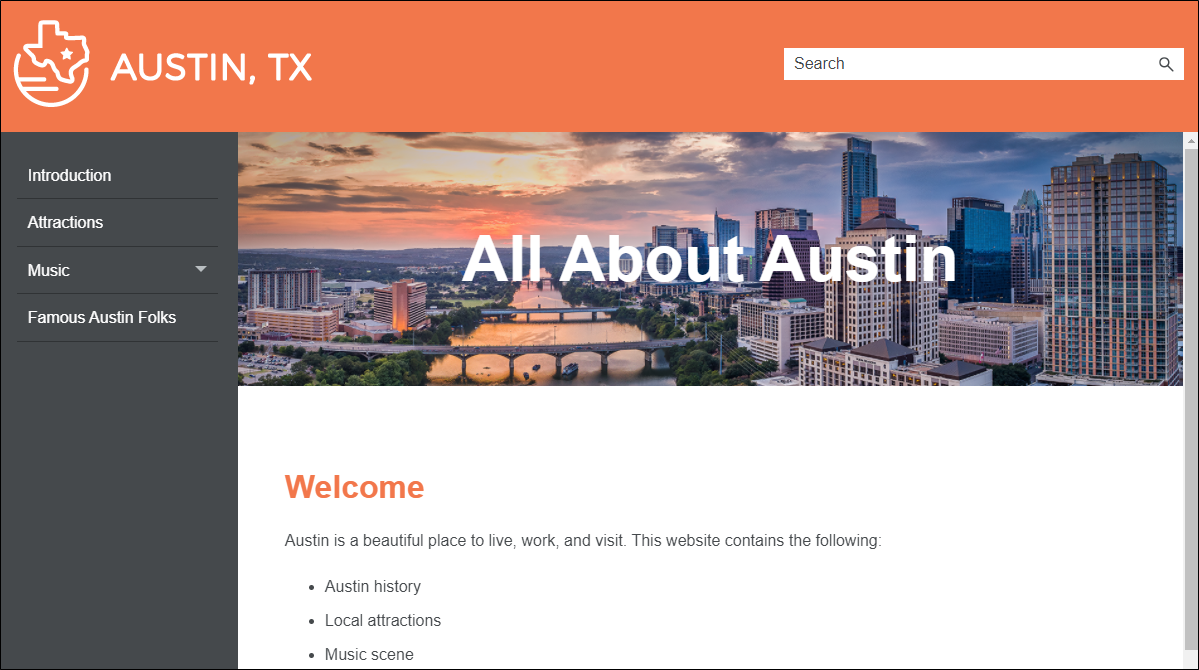 AUSTIN, TX
Search
Introduction
Attractions
Music
Famous Austin Folks
All About Austin
Welcome
Austin is a beautiful place to live, work, and visit. This website contains the following:
• Austin history
• Local attractions
• Music scene